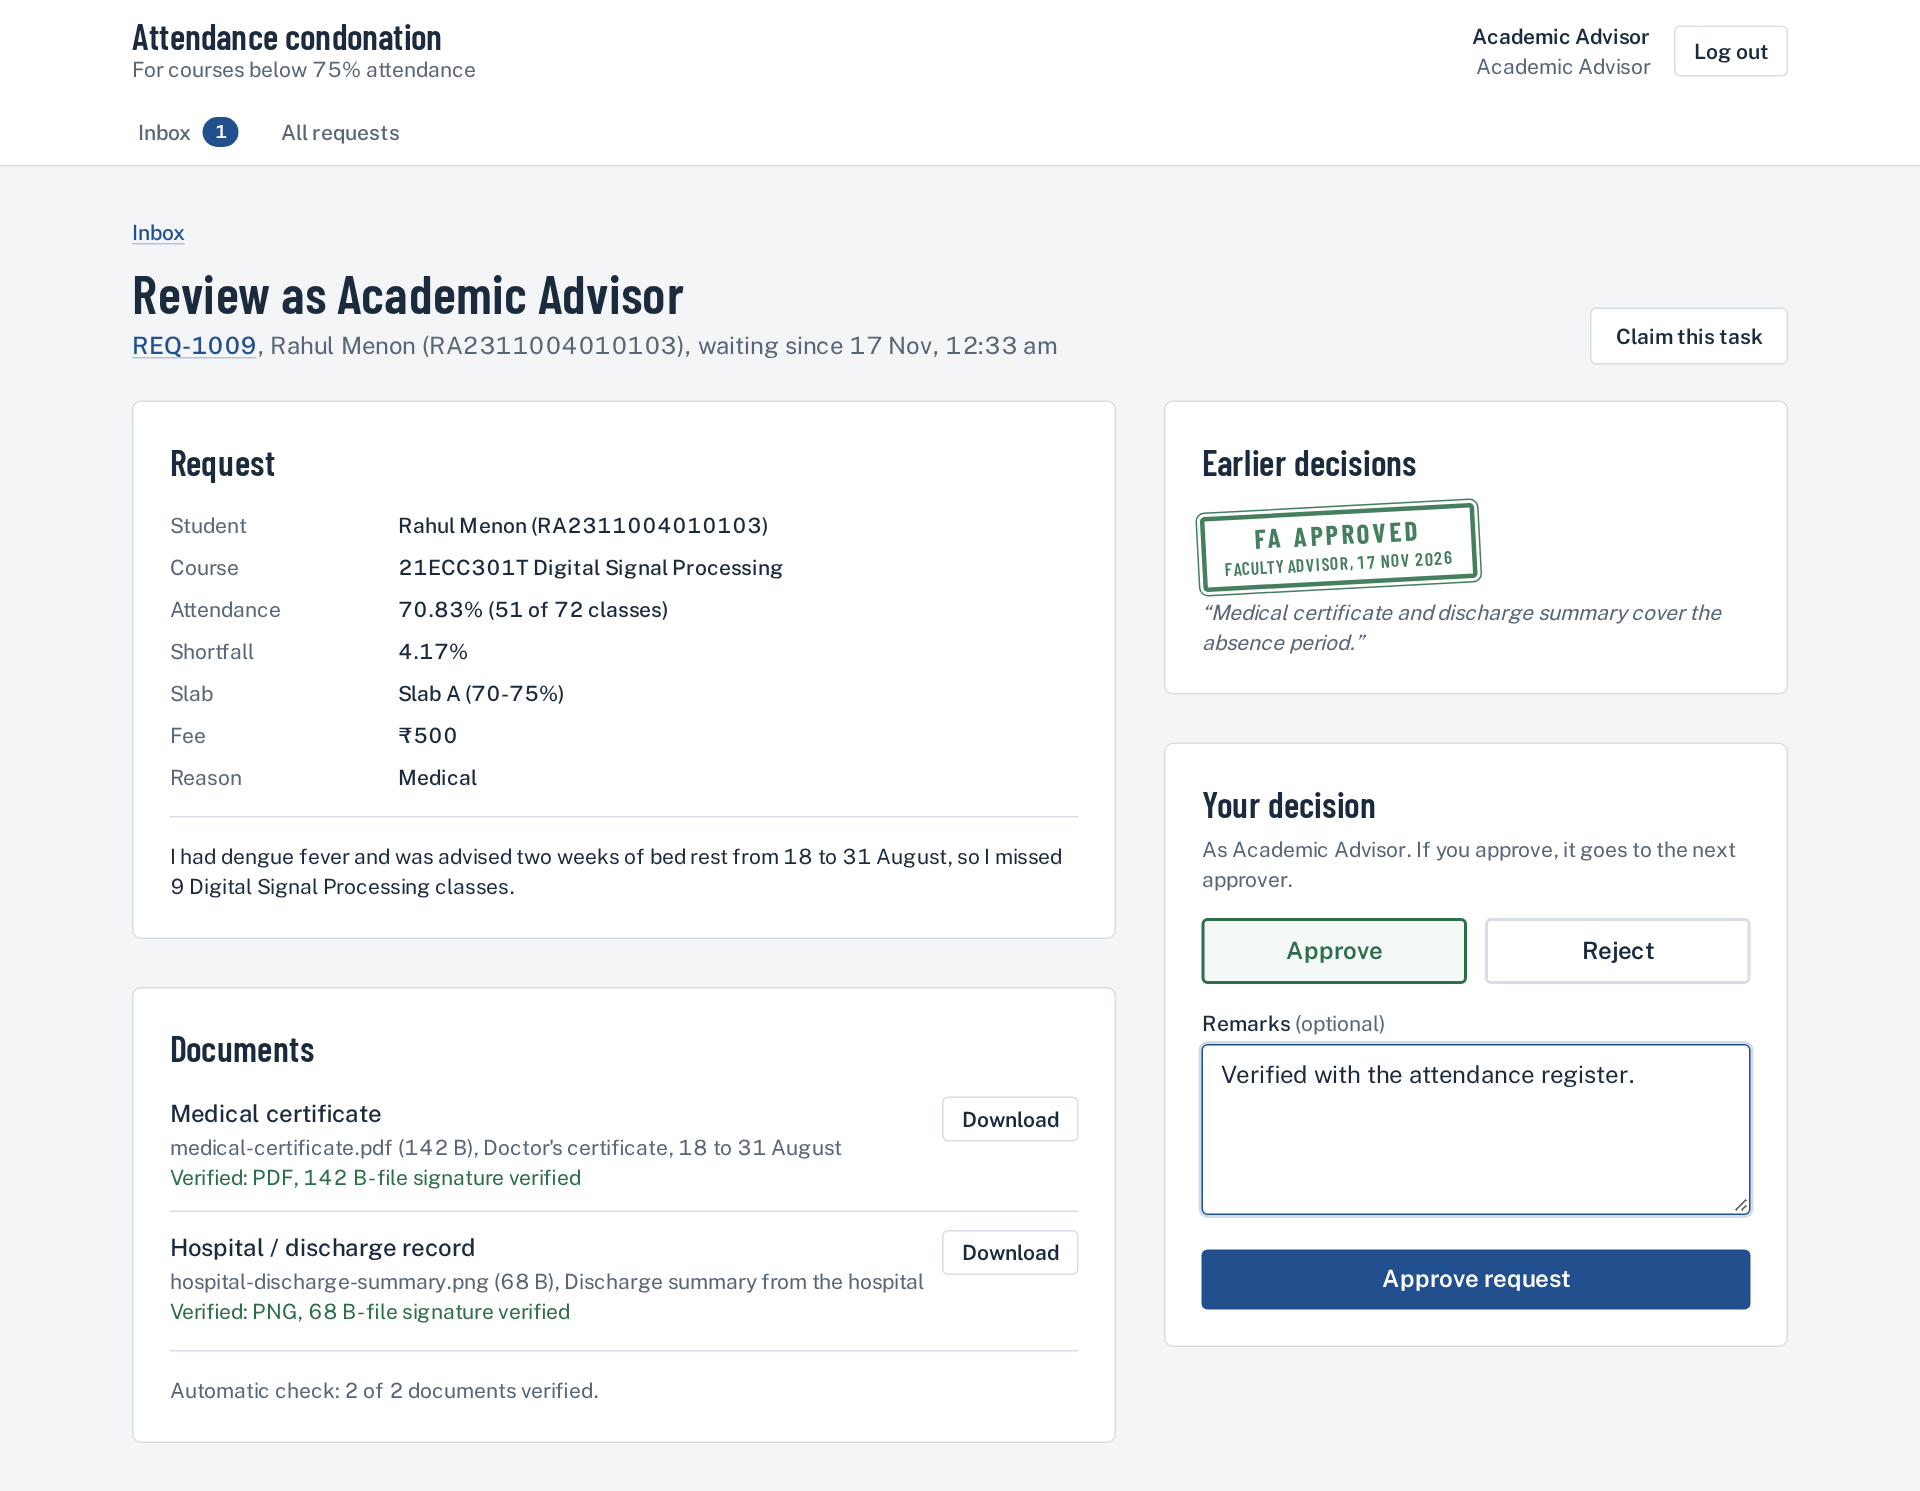 Attendance condonation
For courses below 75% attendance
Academic Advisor
Academic Advisor
Log out
Inbox 1
All requests
Inbox
Review as Academic Advisor
REQ-1009, Rahul Menon (RA2311004010103), waiting since 17 Nov, 12:33 am
Claim this task
Request
Student Rahul Menon (RA2311004010103)
Course 21ECC301T Digital Signal Processing
Attendance 70.83% (51 of 72 classes)
Shortfall 4.17%
Slab Slab A (70-75%)
Fee ₹500
Reason Medical
I had dengue fever and was advised two weeks of bed rest from 18 to 31 August, so I missed
9 Digital Signal Processing classes.
Documents
Medical certificate
medical-certificate.pdf (142 B), Doctor's certificate, 18 to 31 August
Verified: PDF, 142 B-file signature verified
Download
Hospital / discharge record
hospital-discharge-summary.png (68 B), Discharge summary from the hospital
Verified: PNG, 68 B-file signature verified
Download
Automatic check: 2 of 2 documents verified.
Earlier decisions
FA APPROVED
FACULTY ADVISOR, 17 NOV 2026
“Medical certificate and discharge summary cover the
absence period.”
Your decision
As Academic Advisor. If you approve, it goes to the next
approver.
Approve
Reject
Remarks (optional)
Verified with the attendance register.
Approve request